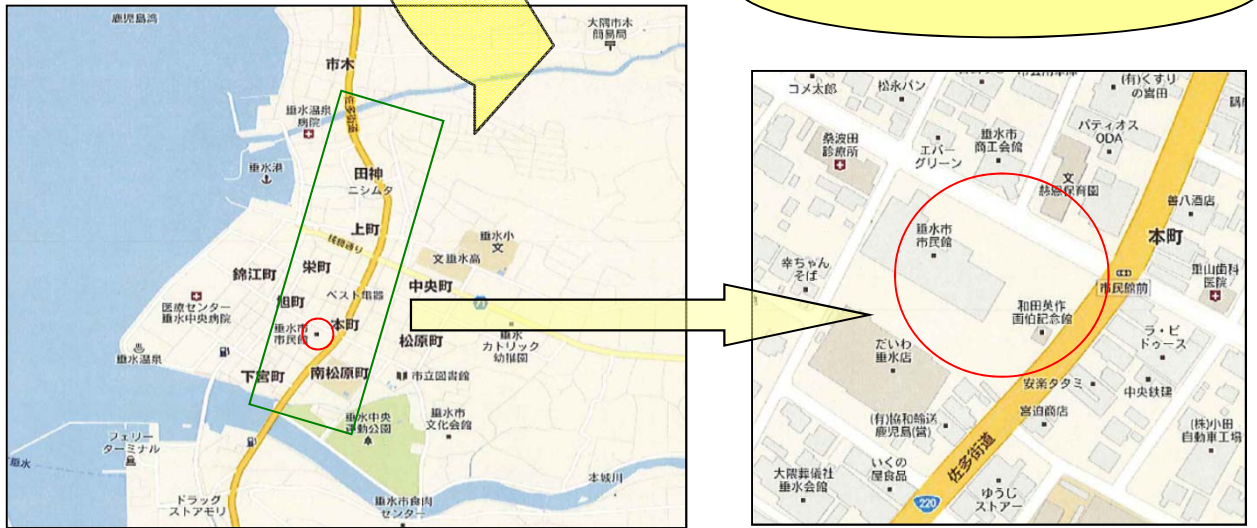 鹿児島湾
大隅市木
簡易局
市木
垂水温泉
病院
佐多街道
垂水港
田神
ニシムタ
上町
桟原通り
垂水小
文
文垂水高
錦江町
栄町
中央町
医療センター
垂水中央病院
旭町
ベスト電器
71
垂水市
市民館
本町
松原町
垂水
カトリック
幼稚園
垂水温泉
下宮町
南松原町
市立図書館
垂水中央
運動公園
垂水市
文化会館
フェリー
ターミナル
垂水
本城川
ドラッグ
ストアモリ
垂水市食肉
センター
コメ太郎
松永パン
(有)くすり
の宮田
桑波田
診療所
エバー
グリーン
垂水市
商工会館
パティオス
ODA
文
慈恩保育園
善八酒店
垂水市
市民館
本町
幸ちゃん
そば
市民館前
重山歯科
医院
和田英作
画伯記念館
だいわ
垂水店
ラ・ビ
ドゥース
安楽タタミ
中央鉄建
宮迫商店
(有)協和輸送
鹿児島(営)
(株)小田
自動車工場
佐多街道
いくの
屋食品
大隅葬儀社
垂水会館
220
ゆうじ
ストアー